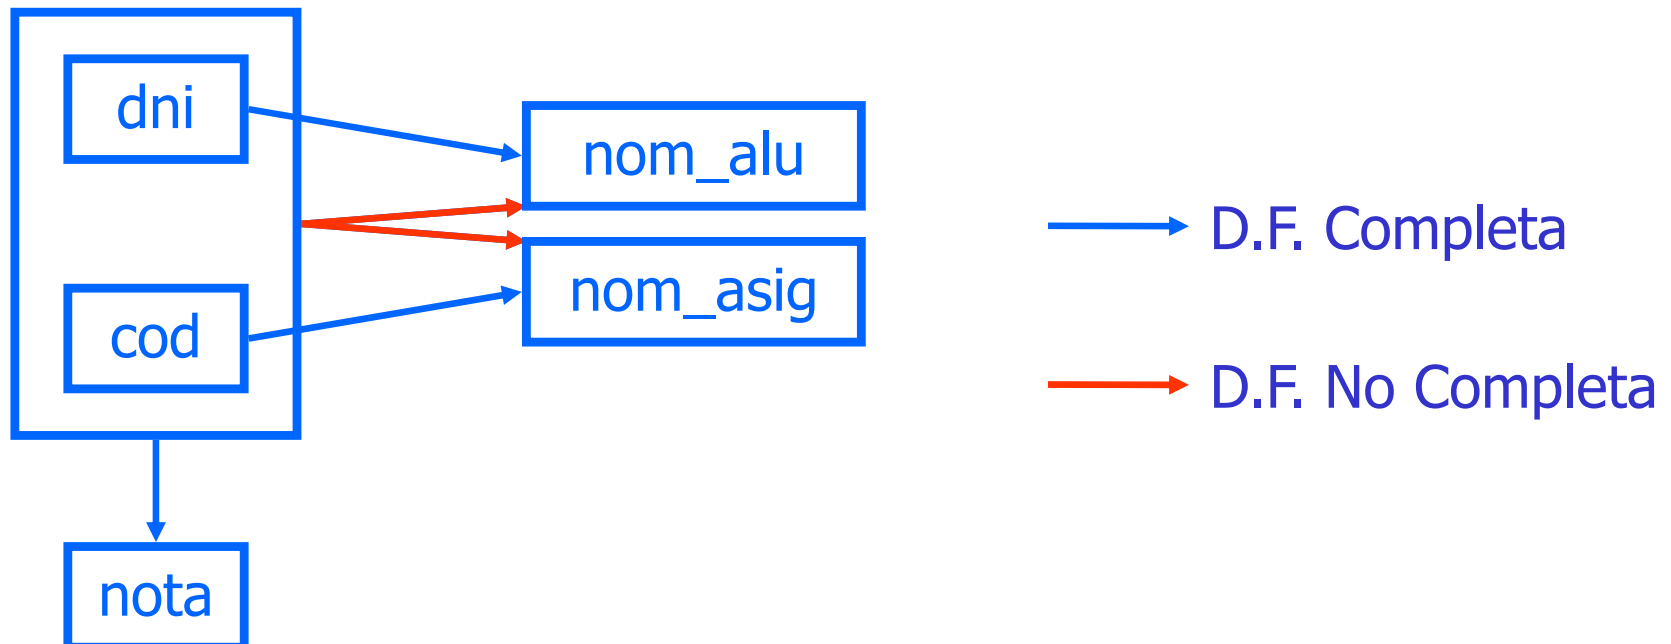 dni
nom_alu
D.F. Completa
nom_asig
cod
D.F. No Completa
nota